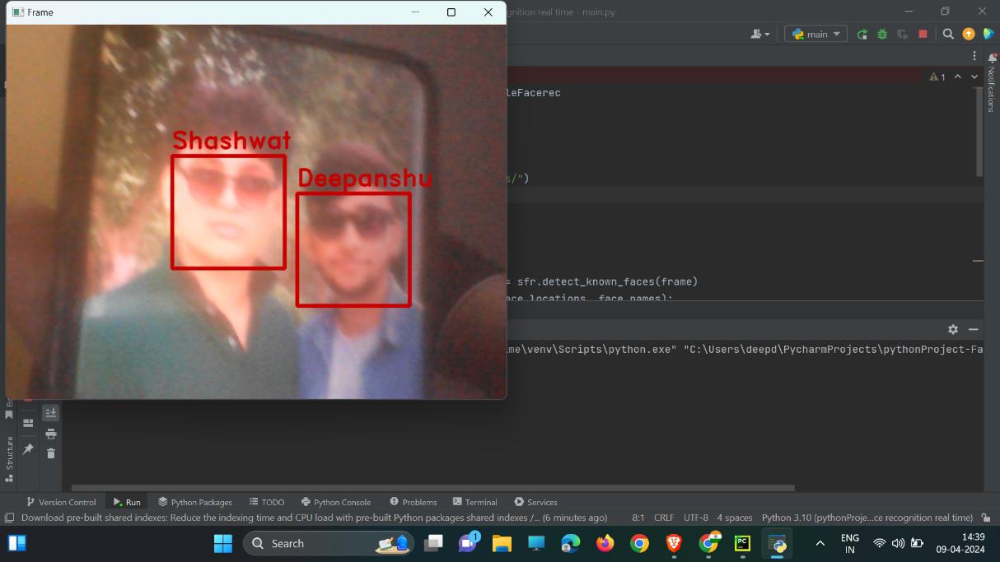 Frame
gnition real time - main.py
main
1
leFacerec
Notifications
Shashwat
Deepanshu
s/")
= sfr.detect_known_faces(frame)
ace_locations, face_names):
me\venv\Scripts\python.exe" "C:\Users\deepd\PycharmProjects\pythonProject-Fa
Bo
Structure
Version Control
Run
Python Packages
TODO
Python Console
Problems
Terminal
Services
Download pre-built shared indexes: Reduce the indexing time and CPU load with pre-built Python packages shared indexes /... (6 minutes ago)
8:1 CRLF UTF-8 4 spaces Python 3.10 (pythonProje...ce recognition real time)
Search
1
PC
ENG
IN
14:39
09-04-2024